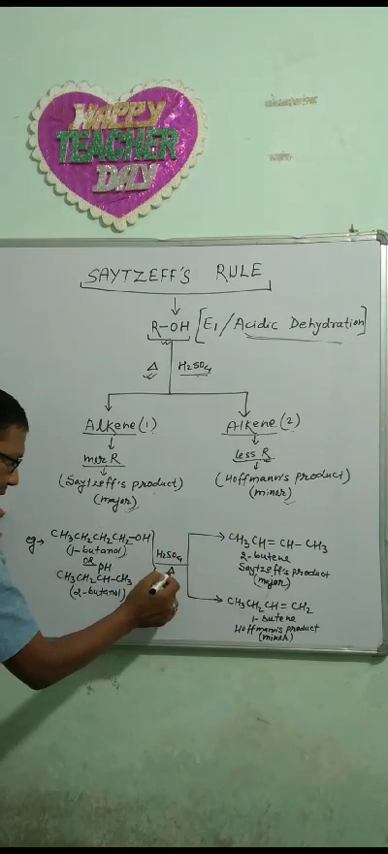 HAPPY
TEACHER
DAY
SAYTZEFF'S RULE
R-OH [E1/Acidic Dehydration]
Δ H2SO4
Alkene (1) Alkene (2)
more R less R
(Saytzeff's product) (Hoffmann's product)
(major) (minor)
eg→ CH3CH2CH2CH2-OH
(1-butanol)
OR
OH
CH3CH2CH-CH3
(2-butanol)
H2SO4
Δ
CH3CH=CH-CH3
2-butene
Saytzeff's product
(major)
CH3CH2CH=CH2
1-butene
Hoffmann's product
(minor)